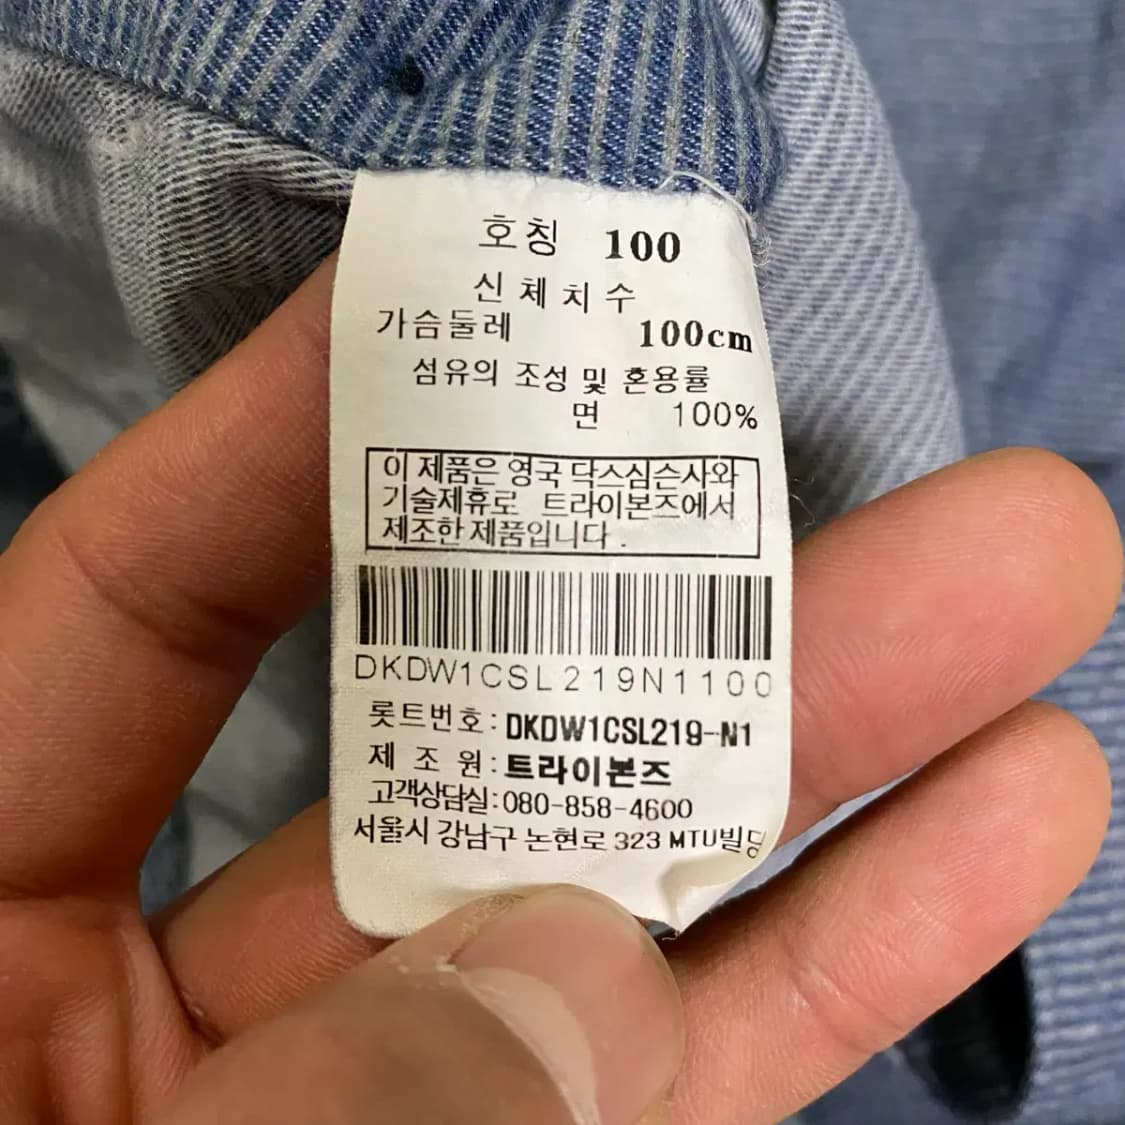 호칭 100
신체치수
가슴둘레 100cm
섬유의 조성 및 혼용률
면 100%
이 제품은 영국 닥스심슨사와
기술제휴로 트라이본즈에서
제조한 제품입니다.
DKDW1CSL219N1100
롯트번호: DKDW1CSL219-N1
제 조 원: 트라이본즈
고객상담실: 080-858-4600
서울시 강남구 논현로 323 MTU빌딩